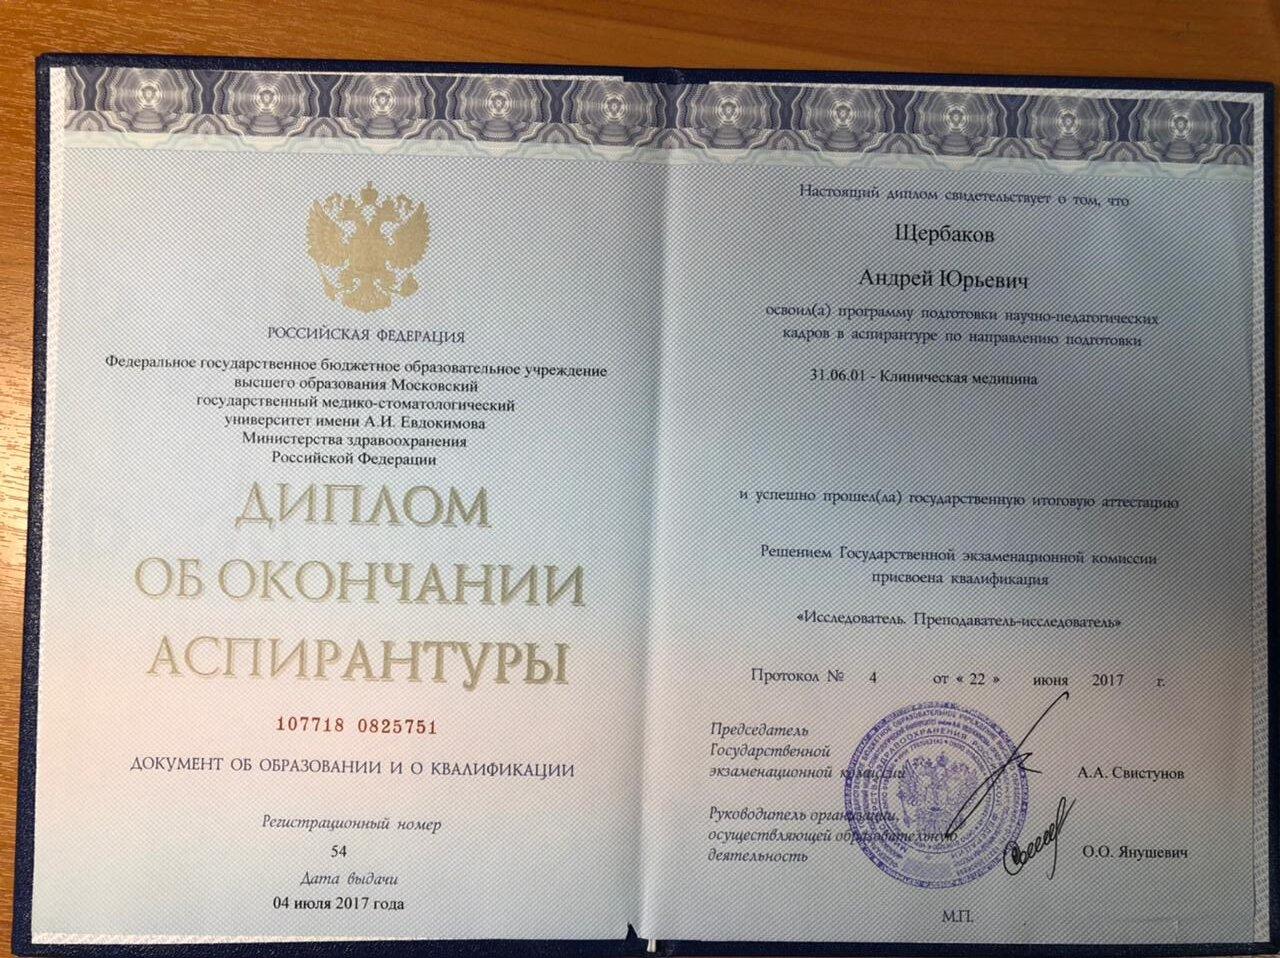 РОССИЙСКАЯ ФЕДЕРАЦИЯ
Федеральное государственное бюджетное образовательное учреждение
высшего образования Московский
государственный медико-стоматологический
университет имени А.И. Евдокимова
Министерства здравоохранения
Российской Федерации
ДИПЛОМ
ОБ ОКОНЧАНИИ
АСПИРАНТУРЫ
107718 0825751
ДОКУМЕНТ ОБ ОБРАЗОВАНИИ И О КВАЛИФИКАЦИИ
Регистрационный номер
54
Дата выдачи
04 июля 2017 года
Настоящий диплом свидетельствует о том, что
Щербаков
Андрей Юрьевич
освоил(а) программу подготовки научно-педагогических
кадров в аспирантуре по направлению подготовки
31.06.01 - Клиническая медицина
и успешно прошел(ла) государственную итоговую аттестацию
Решением Государственной экзаменационной комиссии
присвоена квалификация
«Исследователь. Преподаватель-исследователь»
Протокол № 4 от « 22 » июня 2017 г.
Председатель
Государственной
экзаменационной комиссии
А.А. Свистунов
Руководитель организации,
осуществляющей образовательную
деятельность
О.О. Янушевич
М.П.